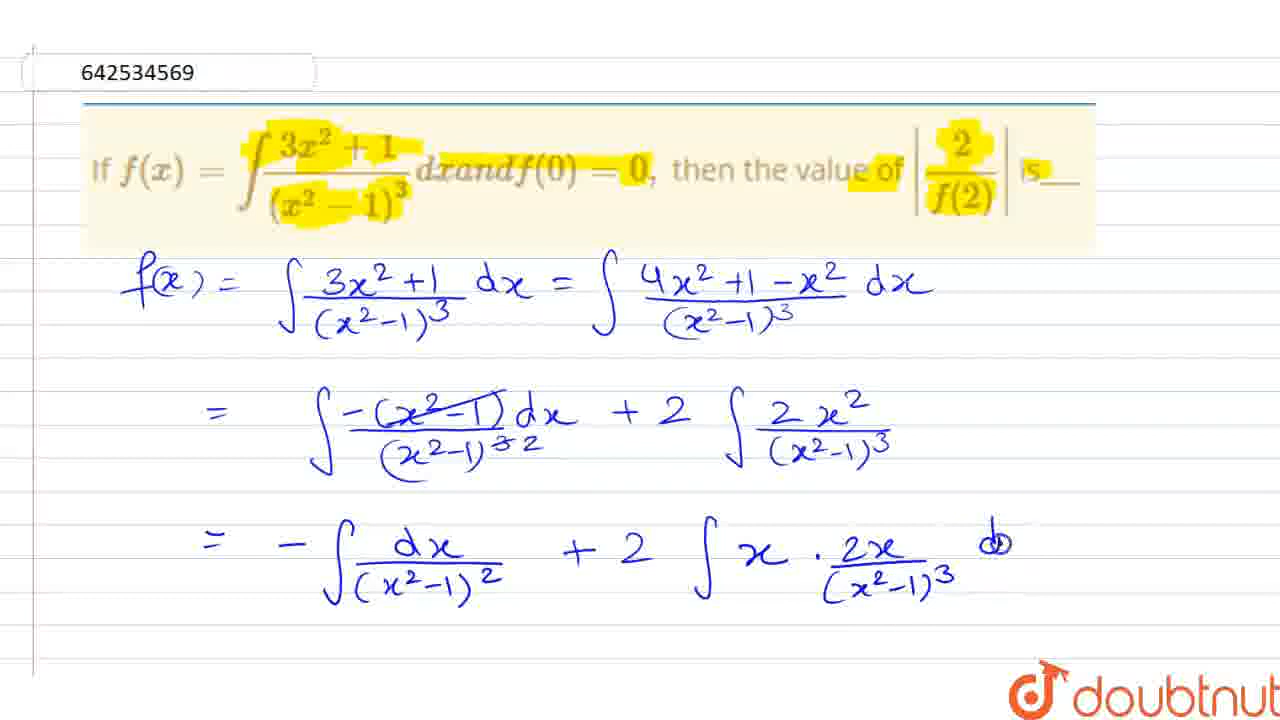 642534569
If f(x) = ∫ (3x² + 1)/(x² − 1)³ dxandf(0) = 0, then the value of |2/f(2)| is___
f(x) = ∫ (3x² + 1)/(x² − 1)³ dx = ∫ (4x² + 1 − x²)/(x² − 1)³ dx
= ∫ −(x² − 1)dx/(x² − 1)³ ² + 2 ∫ 2x²/(x² − 1)³
= − ∫ dx/(x² − 1)² + 2 ∫ x · 2x/(x² − 1)³
doubtnut